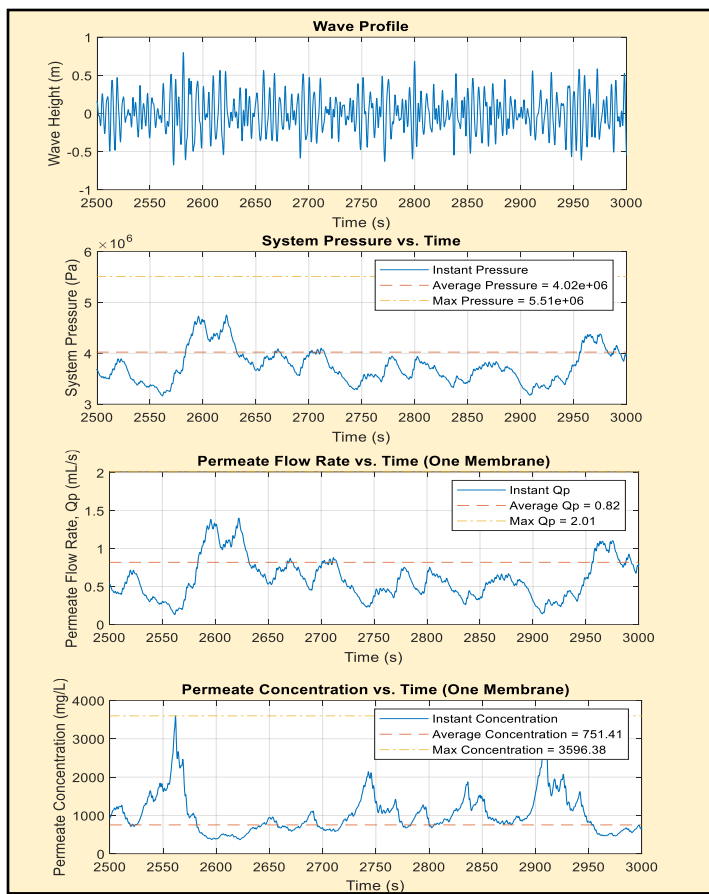 Wave Profile
1
0.5
0
-0.5
-1
Wave Height (m)
2500 2550 2600 2650 2700 2750 2800 2850 2900 2950 3000
Time (s)
System Pressure vs. Time
× 10^6
6
5
4
3
System Pressure (Pa)
Instant Pressure
Average Pressure = 4.02e+06
Max Pressure = 5.51e+06
2500 2550 2600 2650 2700 2750 2800 2850 2900 2950 3000
Time (s)
Permeate Flow Rate vs. Time (One Membrane)
2
1.5
1
0.5
0
Permeate Flow Rate, Qp (mL/s)
Instant Qp
Average Qp = 0.82
Max Qp = 2.01
2500 2550 2600 2650 2700 2750 2800 2850 2900 2950 3000
Time (s)
Permeate Concentration vs. Time (One Membrane)
4000
3000
2000
1000
0
Permeate Concentration (mg/L)
Instant Concentration
Average Concentration = 751.41
Max Concentration = 3596.38
2500 2550 2600 2650 2700 2750 2800 2850 2900 2950 3000
Time (s)